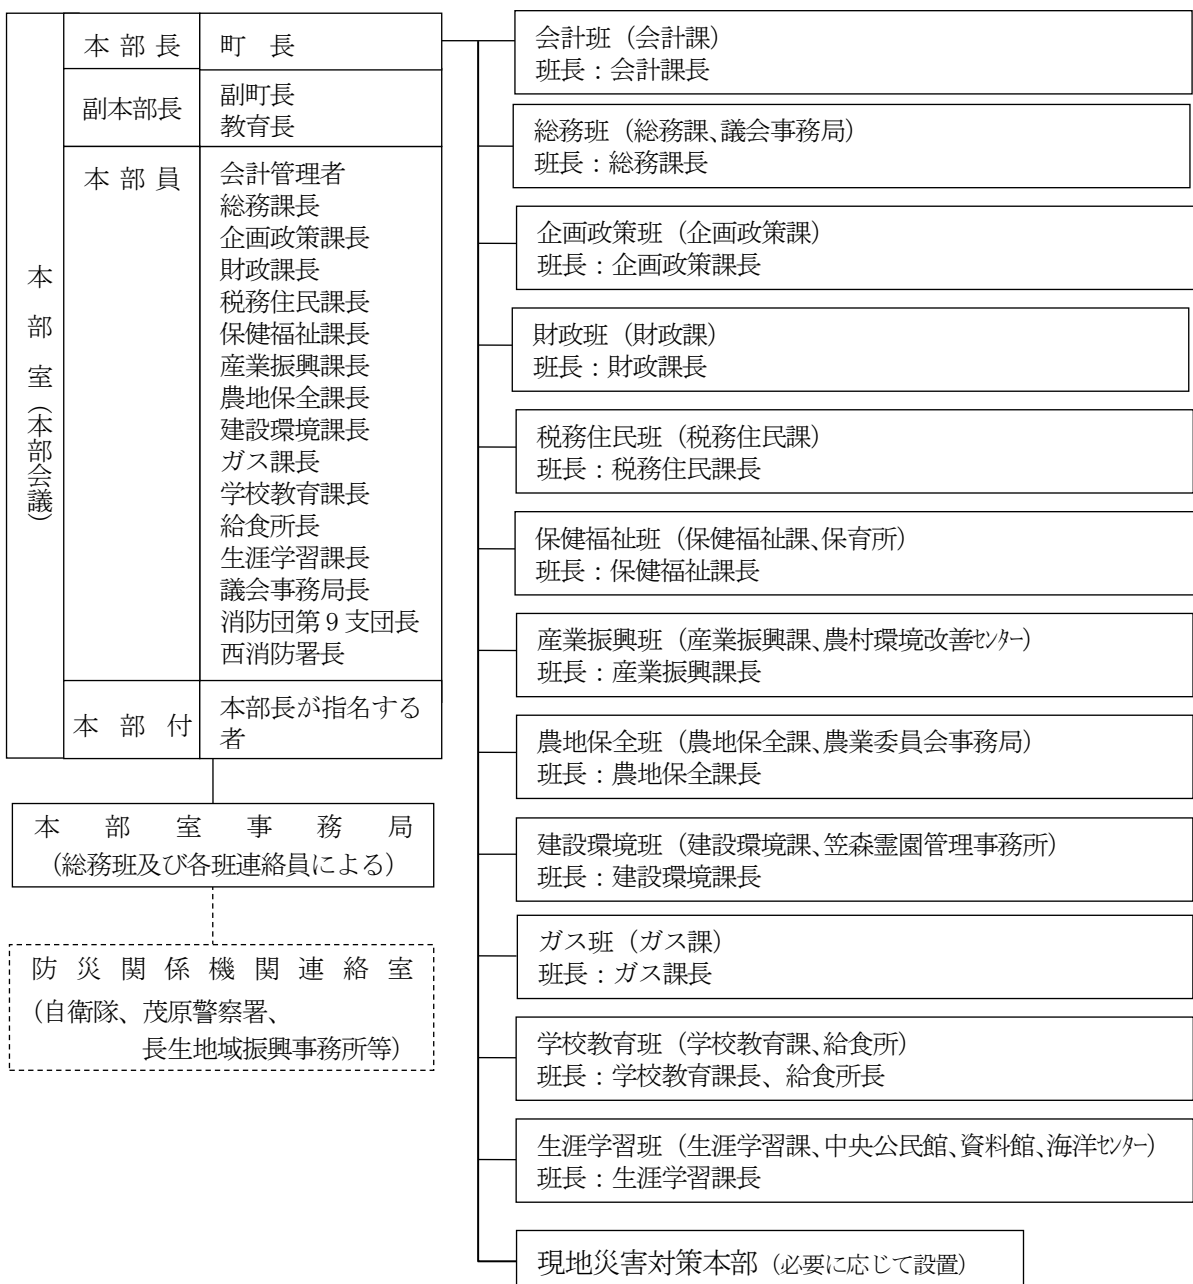 本部室(本部会議)
本部長
町　長
副本部長
副町長
教育長
本部員
会計管理者
総務課長
企画政策課長
財政課長
税務住民課長
保健福祉課長
産業振興課長
農地保全課長
建設環境課長
ガス課長
学校教育課長
給食所長
生涯学習課長
議会事務局長
消防団第９支団長
西消防署長
本部付
本部長が指名する
者
本部室事務局
(総務班及び各班連絡員による)
防災関係機関連絡室
(自衛隊、茂原警察署、
長生地域振興事務所等)
会計班（会計課）
班長：会計課長
総務班（総務課、議会事務局）
班長：総務課長
企画政策班（企画政策課）
班長：企画政策課長
財政班（財政課）
班長：財政課長
税務住民班（税務住民課）
班長：税務住民課長
保健福祉班（保健福祉課、保育所）
班長：保健福祉課長
産業振興班（産業振興課、農村環境改善ｾﾝﾀｰ）
班長：産業振興課長
農地保全班（農地保全課、農業委員会事務局）
班長：農地保全課長
建設環境班（建設環境課、笠森霊園管理事務所）
班長：建設環境課長
ガス班（ガス課）
班長：ガス課長
学校教育班（学校教育課、給食所）
班長：学校教育課長、給食所長
生涯学習班（生涯学習課、中央公民館、資料館、海洋ｾﾝﾀｰ）
班長：生涯学習課長
現地災害対策本部（必要に応じて設置）